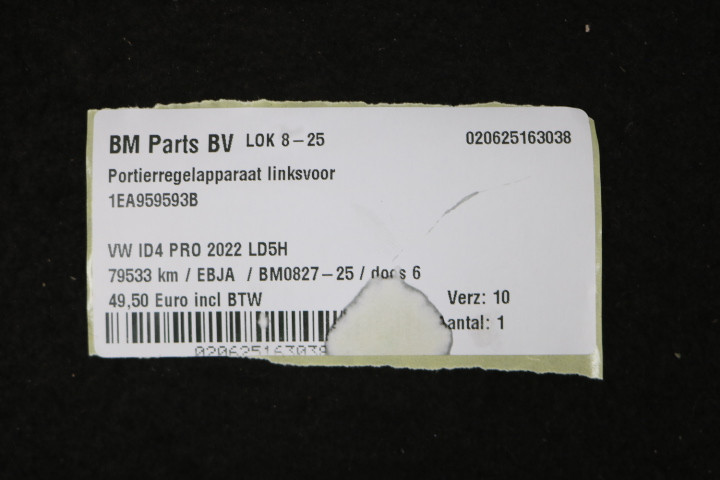 BM Parts BV LOK 8-25 020625163038
Portierregelapparaat linksvoor
1EA959593B
VW ID4 PRO 2022 LD5H
79533 km / EBJA / BM0827-25 / doos 6
49,50 Euro incl BTW Verz: 10
Aantal: 1